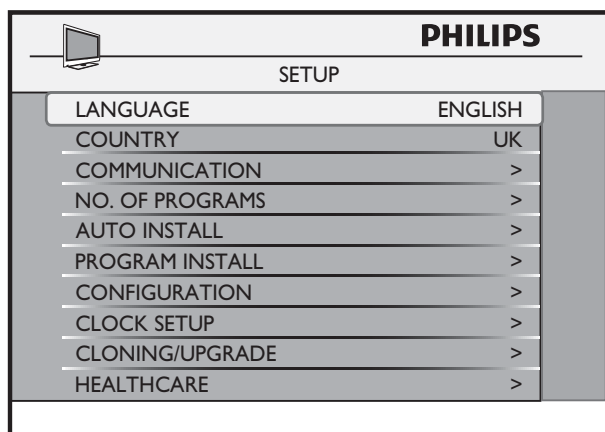 PHILIPS
SETUP
LANGUAGE ENGLISH
COUNTRY UK
COMMUNICATION >
NO. OF PROGRAMS >
AUTO INSTALL >
PROGRAM INSTALL >
CONFIGURATION >
CLOCK SETUP >
CLONING/UPGRADE >
HEALTHCARE >